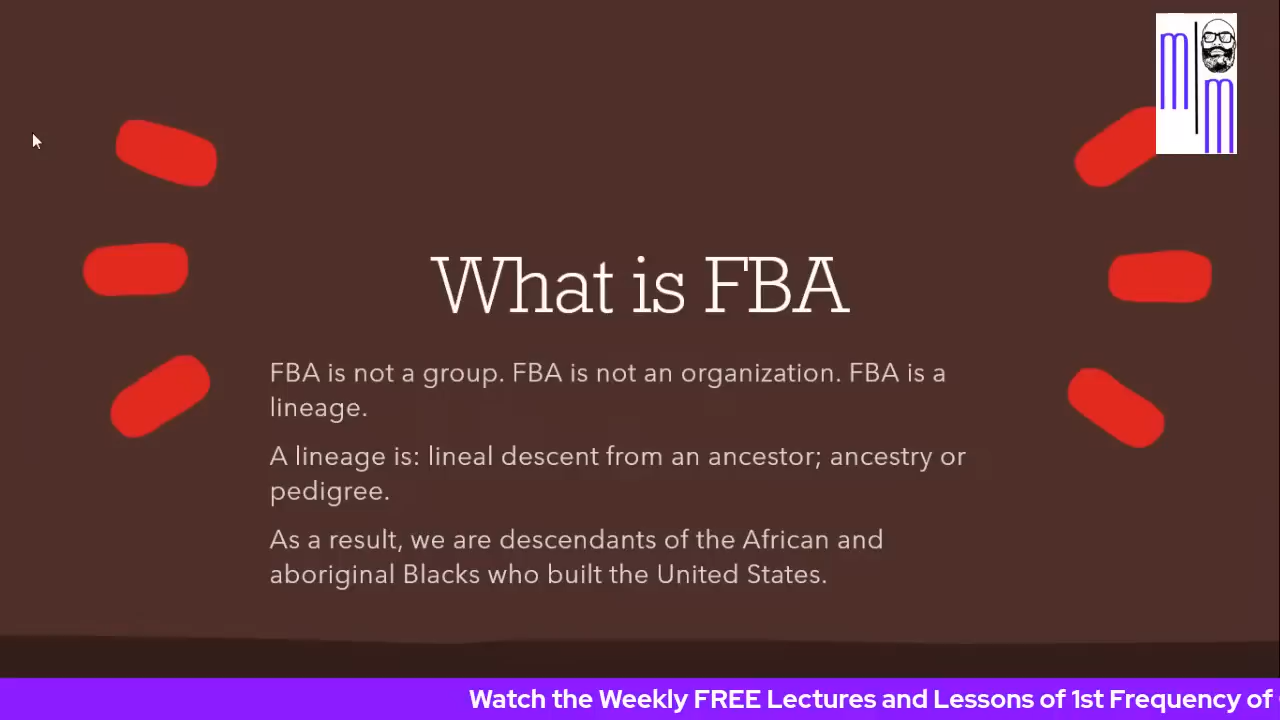 m
m
What is FBA
FBA is not a group. FBA is not an organization. FBA is a
lineage.
A lineage is: lineal descent from an ancestor; ancestry or
pedigree.
As a result, we are descendants of the African and
aboriginal Blacks who built the United States.
Watch the Weekly FREE Lectures and Lessons of 1st Frequency of